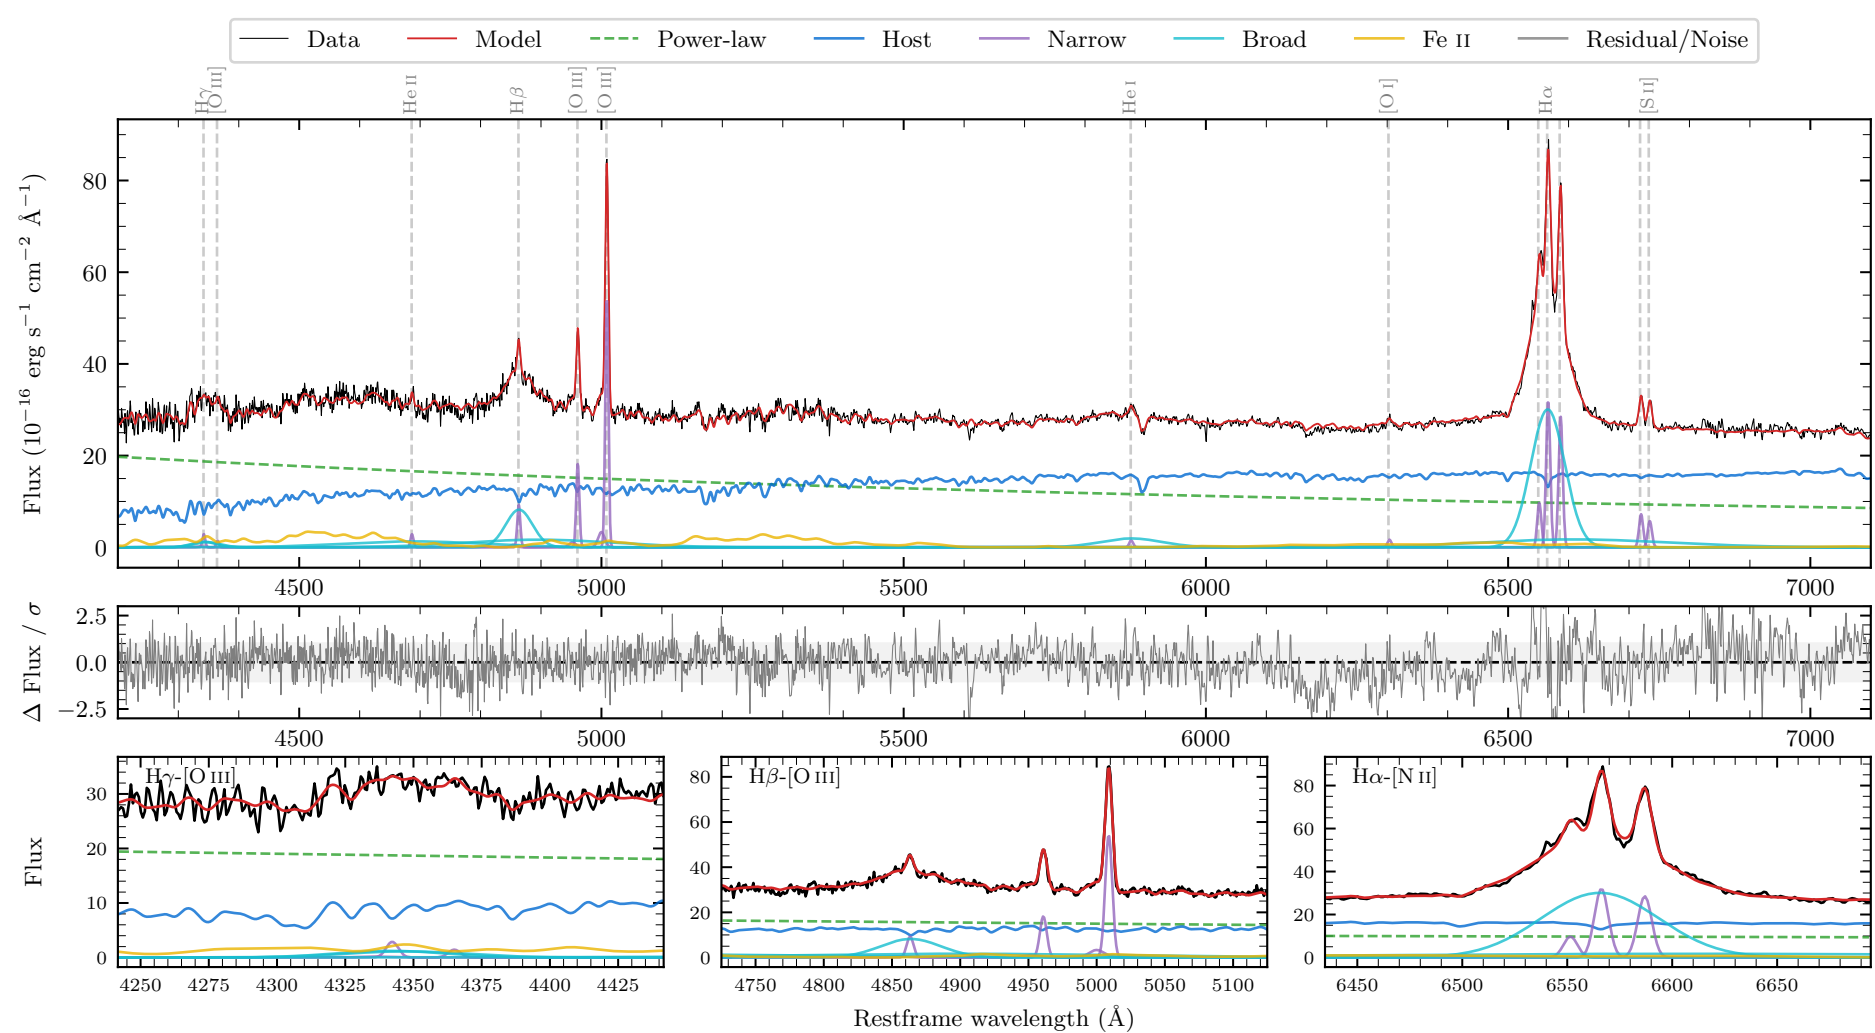 Data Model Power-law Host Narrow Broad Fe II Residual/Noise
Hγ [O III] He II Hβ [O III] [O III] He I [O I] Hα [S II]
Flux (10⁻¹⁶ erg s⁻¹ cm⁻² Å⁻¹)
80
60
40
20
0
4500 5000 5500 6000 6500 7000
Δ Flux / σ
2.5
0.0
−2.5
4500 5000 5500 6000 6500 7000
Flux
Hγ-[O III]
30
20
10
0
4250 4275 4300 4325 4350 4375 4400 4425
Hβ-[O III]
80
60
40
20
0
4750 4800 4850 4900 4950 5000 5050 5100
Hα-[N II]
80
60
40
20
0
6450 6500 6550 6600 6650
Restframe wavelength (Å)